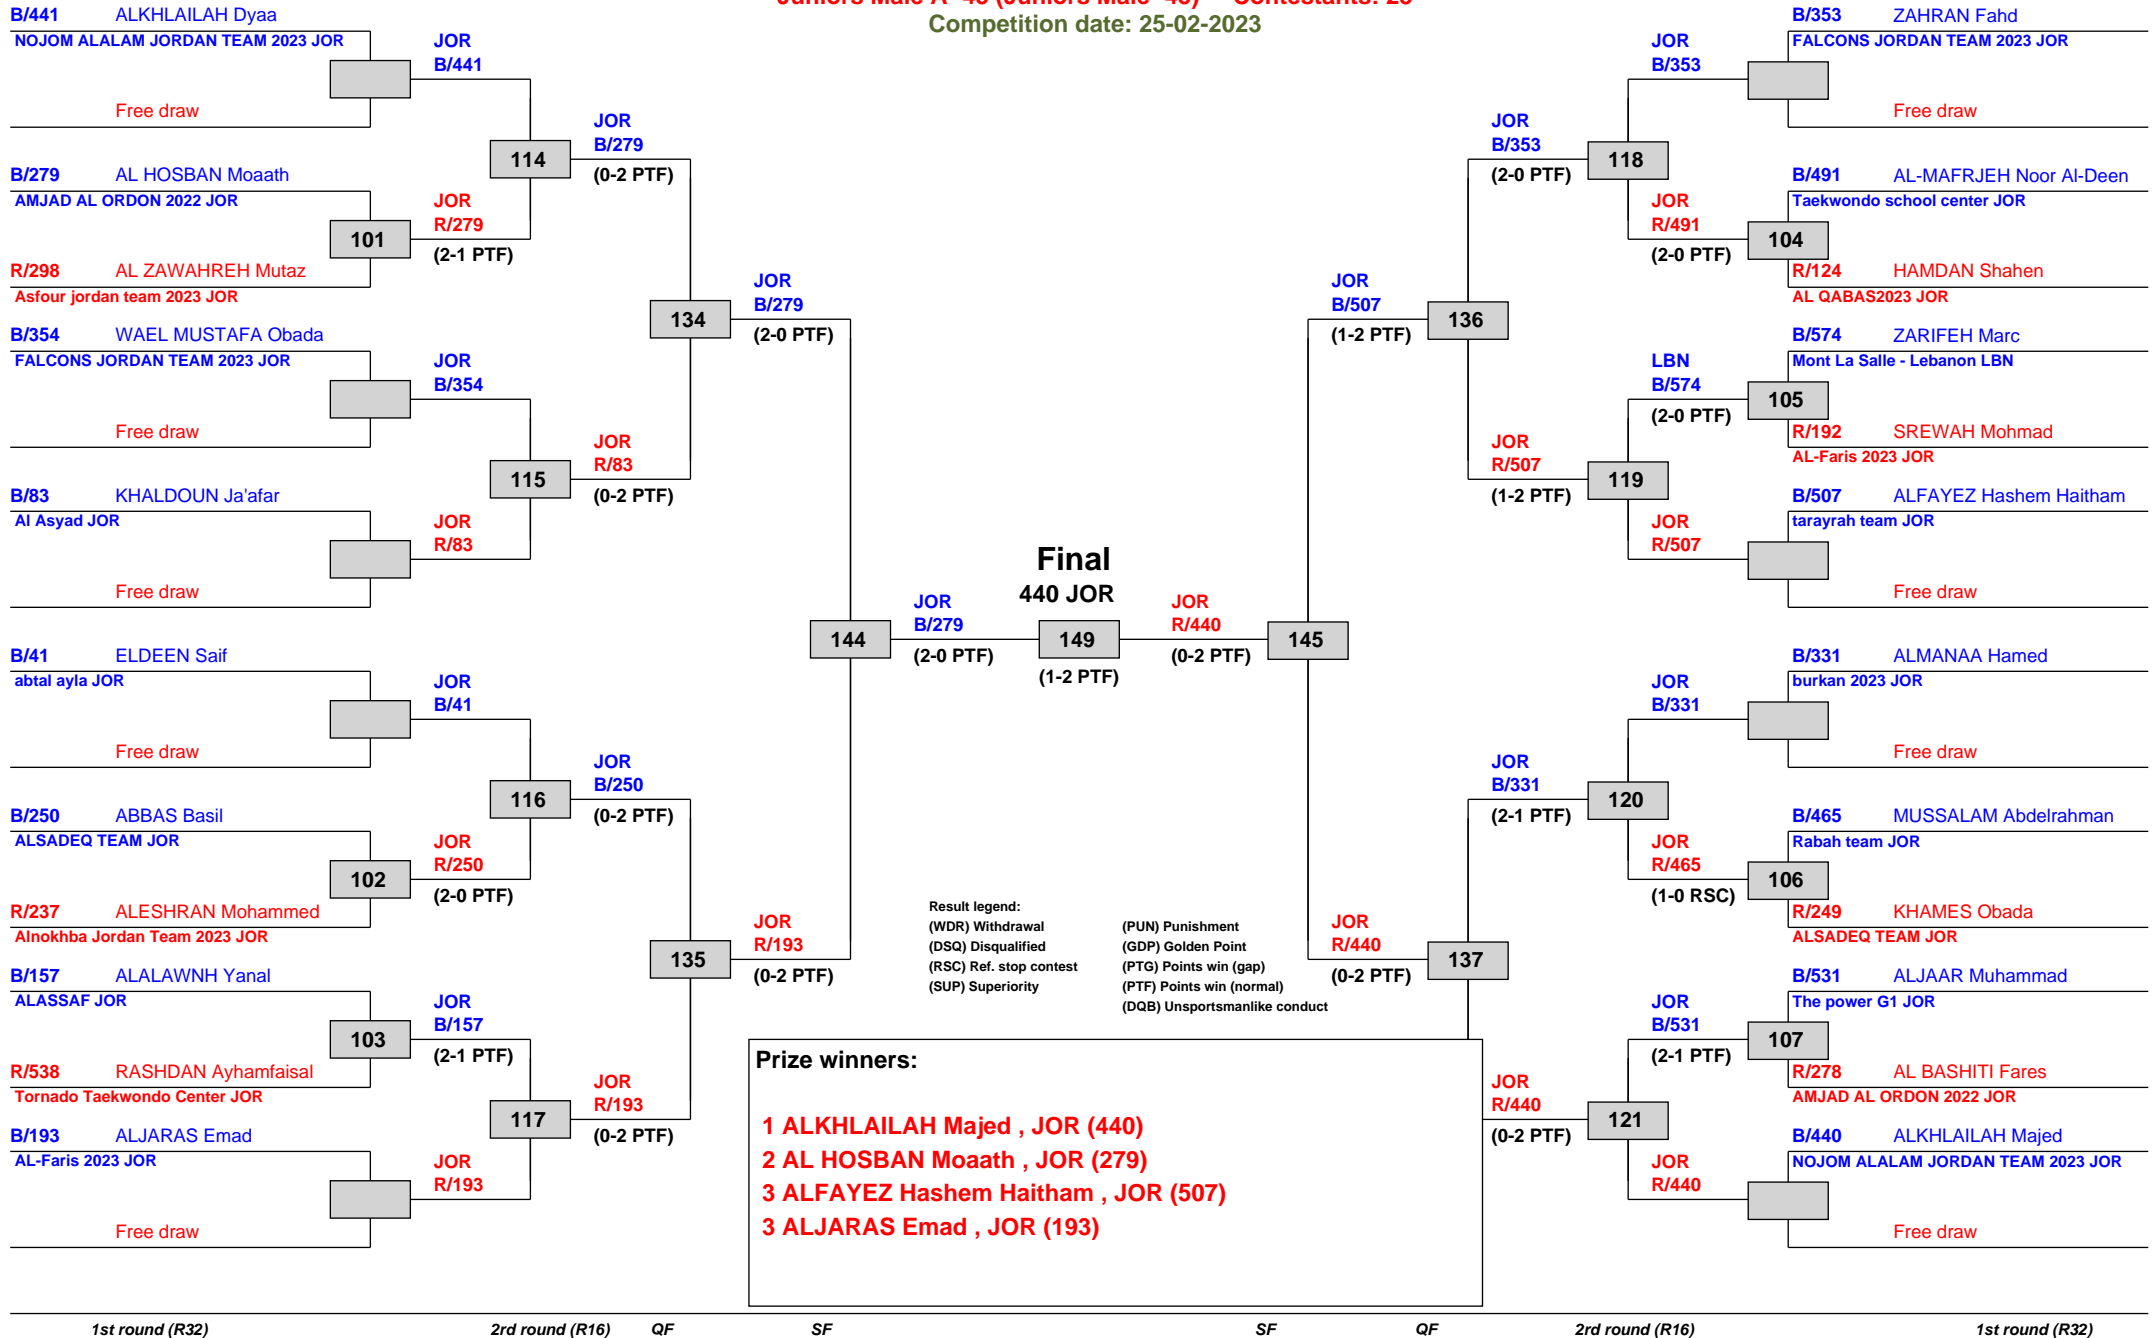 Competition date: 25-02-2023
B/441 ALKHLAILAH Dyaa
NOJOM ALALAM JORDAN TEAM 2023 JOR
Free draw
B/279 AL HOSBAN Moaath
AMJAD AL ORDON 2022 JOR
101
R/298 AL ZAWAHREH Mutaz
Asfour jordan team 2023 JOR
B/354 WAEL MUSTAFA Obada
FALCONS JORDAN TEAM 2023 JOR
Free draw
B/83 KHALDOUN Ja'afar
Al Asyad JOR
Free draw
B/41 ELDEEN Saif
abtal ayla JOR
Free draw
B/250 ABBAS Basil
ALSADEQ TEAM JOR
102
R/237 ALESHRAN Mohammed
Alnokhba Jordan Team 2023 JOR
B/157 ALALAWNH Yanal
ALASSAF JOR
103
R/538 RASHDAN Ayhamfaisal
Tornado Taekwondo Center JOR
B/193 ALJARAS Emad
AL-Faris 2023 JOR
Free draw
JOR
B/441
114
JOR
R/279
(2-1 PTF)
JOR
B/354
115
JOR
R/83
JOR
B/41
116
JOR
R/250
(2-0 PTF)
JOR
B/157
(2-1 PTF)
117
JOR
R/193
JOR
B/279
(0-2 PTF)
134
JOR
R/83
(0-2 PTF)
JOR
B/250
(0-2 PTF)
135
JOR
R/193
(0-2 PTF)
JOR
B/279
(2-0 PTF)
144
JOR
R/193
(0-2 PTF)
JOR
B/279
(2-0 PTF)
Final
440 JOR
149
(1-2 PTF)
JOR
R/440
(0-2 PTF)
145
JOR
B/507
(1-2 PTF)
JOR
R/440
(0-2 PTF)
JOR
B/353
(2-0 PTF)
136
JOR
R/507
(1-2 PTF)
JOR
B/331
(2-1 PTF)
137
JOR
R/440
(0-2 PTF)
JOR
B/353
118
JOR
R/491
(2-0 PTF)
LBN
B/574
(2-0 PTF)
119
JOR
R/507
JOR
B/331
120
JOR
R/465
(1-0 RSC)
JOR
B/531
(2-1 PTF)
121
JOR
R/440
B/353 ZAHRAN Fahd
FALCONS JORDAN TEAM 2023 JOR
Free draw
B/491 AL-MAFRJEH Noor Al-Deen
Taekwondo school center JOR
104
R/124 HAMDAN Shahen
AL QABAS2023 JOR
B/574 ZARIFEH Marc
Mont La Salle - Lebanon LBN
105
R/192 SREWAH Mohmad
AL-Faris 2023 JOR
B/507 ALFAYEZ Hashem Haitham
tarayrah team JOR
Free draw
B/331 ALMANAA Hamed
burkan 2023 JOR
Free draw
B/465 MUSSALAM Abdelrahman
Rabah team JOR
106
R/249 KHAMES Obada
ALSADEQ TEAM JOR
B/531 ALJAAR Muhammad
The power G1 JOR
107
R/278 AL BASHITI Fares
AMJAD AL ORDON 2022 JOR
B/440 ALKHLAILAH Majed
NOJOM ALALAM JORDAN TEAM 2023 JOR
Free draw
Result legend:
(WDR) Withdrawal (PUN) Punishment
(DSQ) Disqualified (GDP) Golden Point
(RSC) Ref. stop contest (PTG) Points win (gap)
(SUP) Superiority (PTF) Points win (normal)
(DQB) Unsportsmanlike conduct
Prize winners:
1 ALKHLAILAH Majed , JOR (440)
2 AL HOSBAN Moaath , JOR (279)
3 ALFAYEZ Hashem Haitham , JOR (507)
3 ALJARAS Emad , JOR (193)
1st round (R32) 2rd round (R16) QF SF SF QF 2rd round (R16) 1st round (R32)